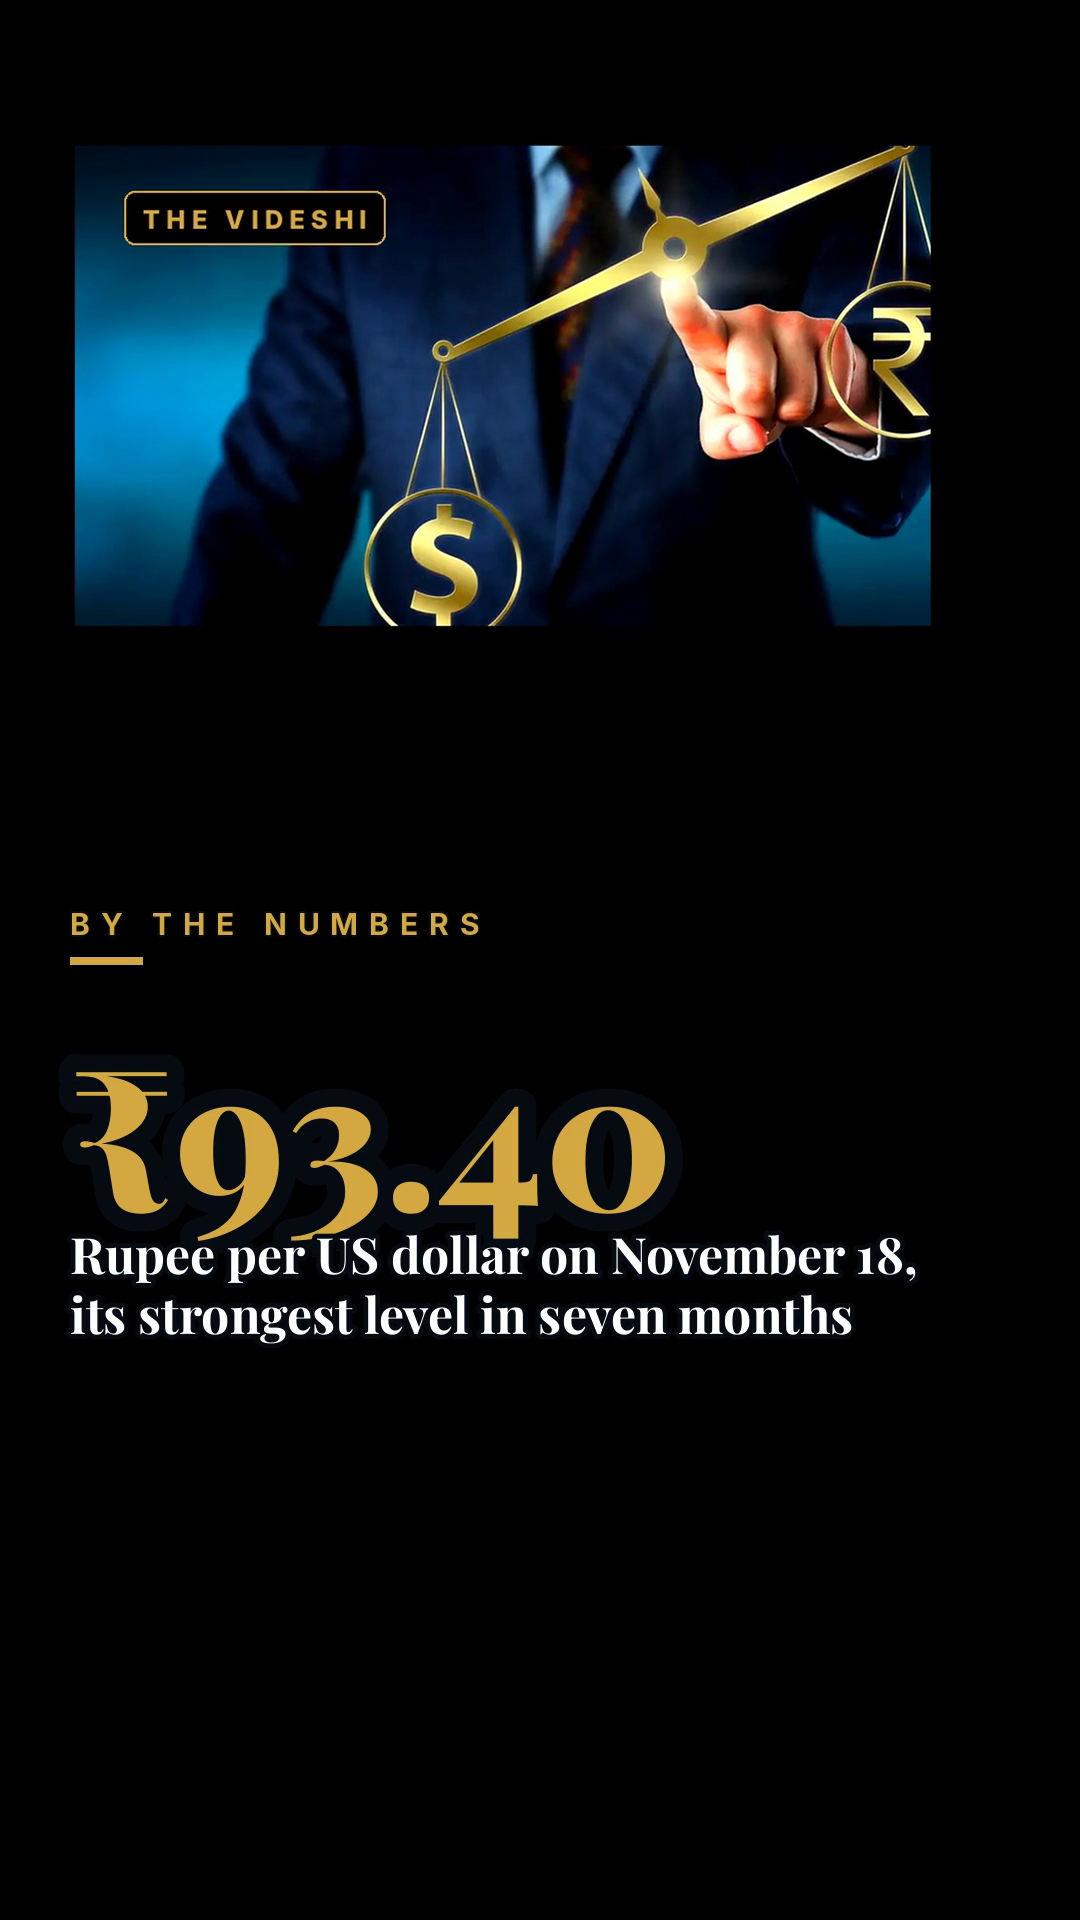 THE VIDESHI
₹
$
BY THE NUMBERS
₹93.40
Rupee per US dollar on November 18,
its strongest level in seven months